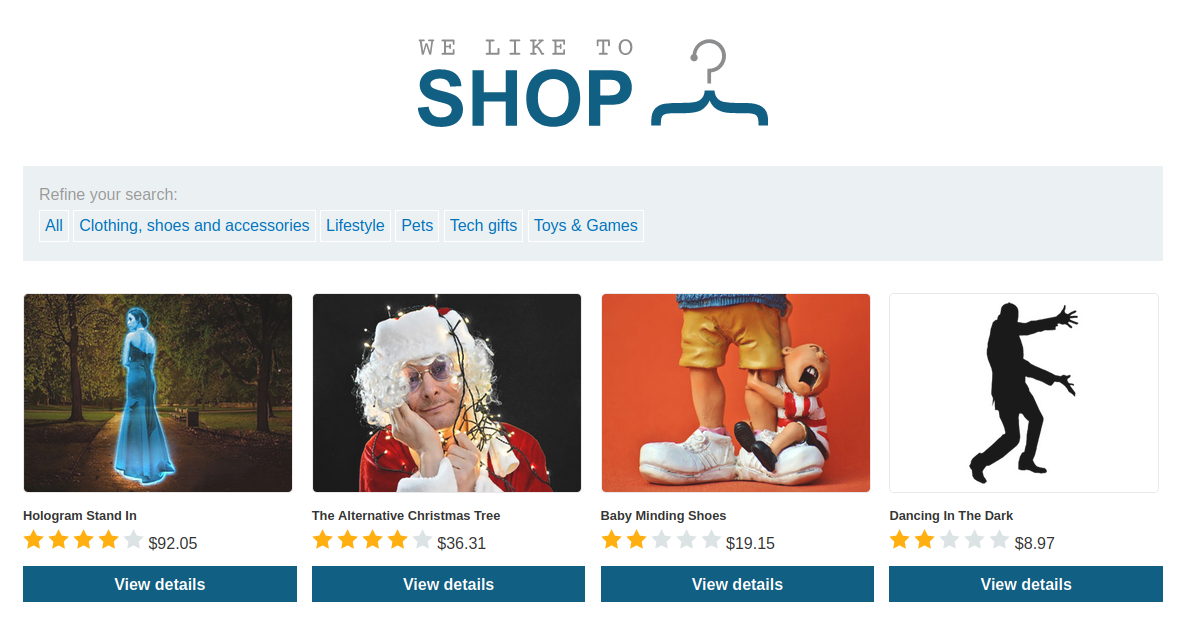 WE LIKE TO
SHOP
Refine your search:
All Clothing, shoes and accessories Lifestyle Pets Tech gifts Toys & Games
Hologram Stand In The Alternative Christmas Tree Baby Minding Shoes Dancing In The Dark
$92.05 $36.31 $19.15 $8.97
View details View details View details View details